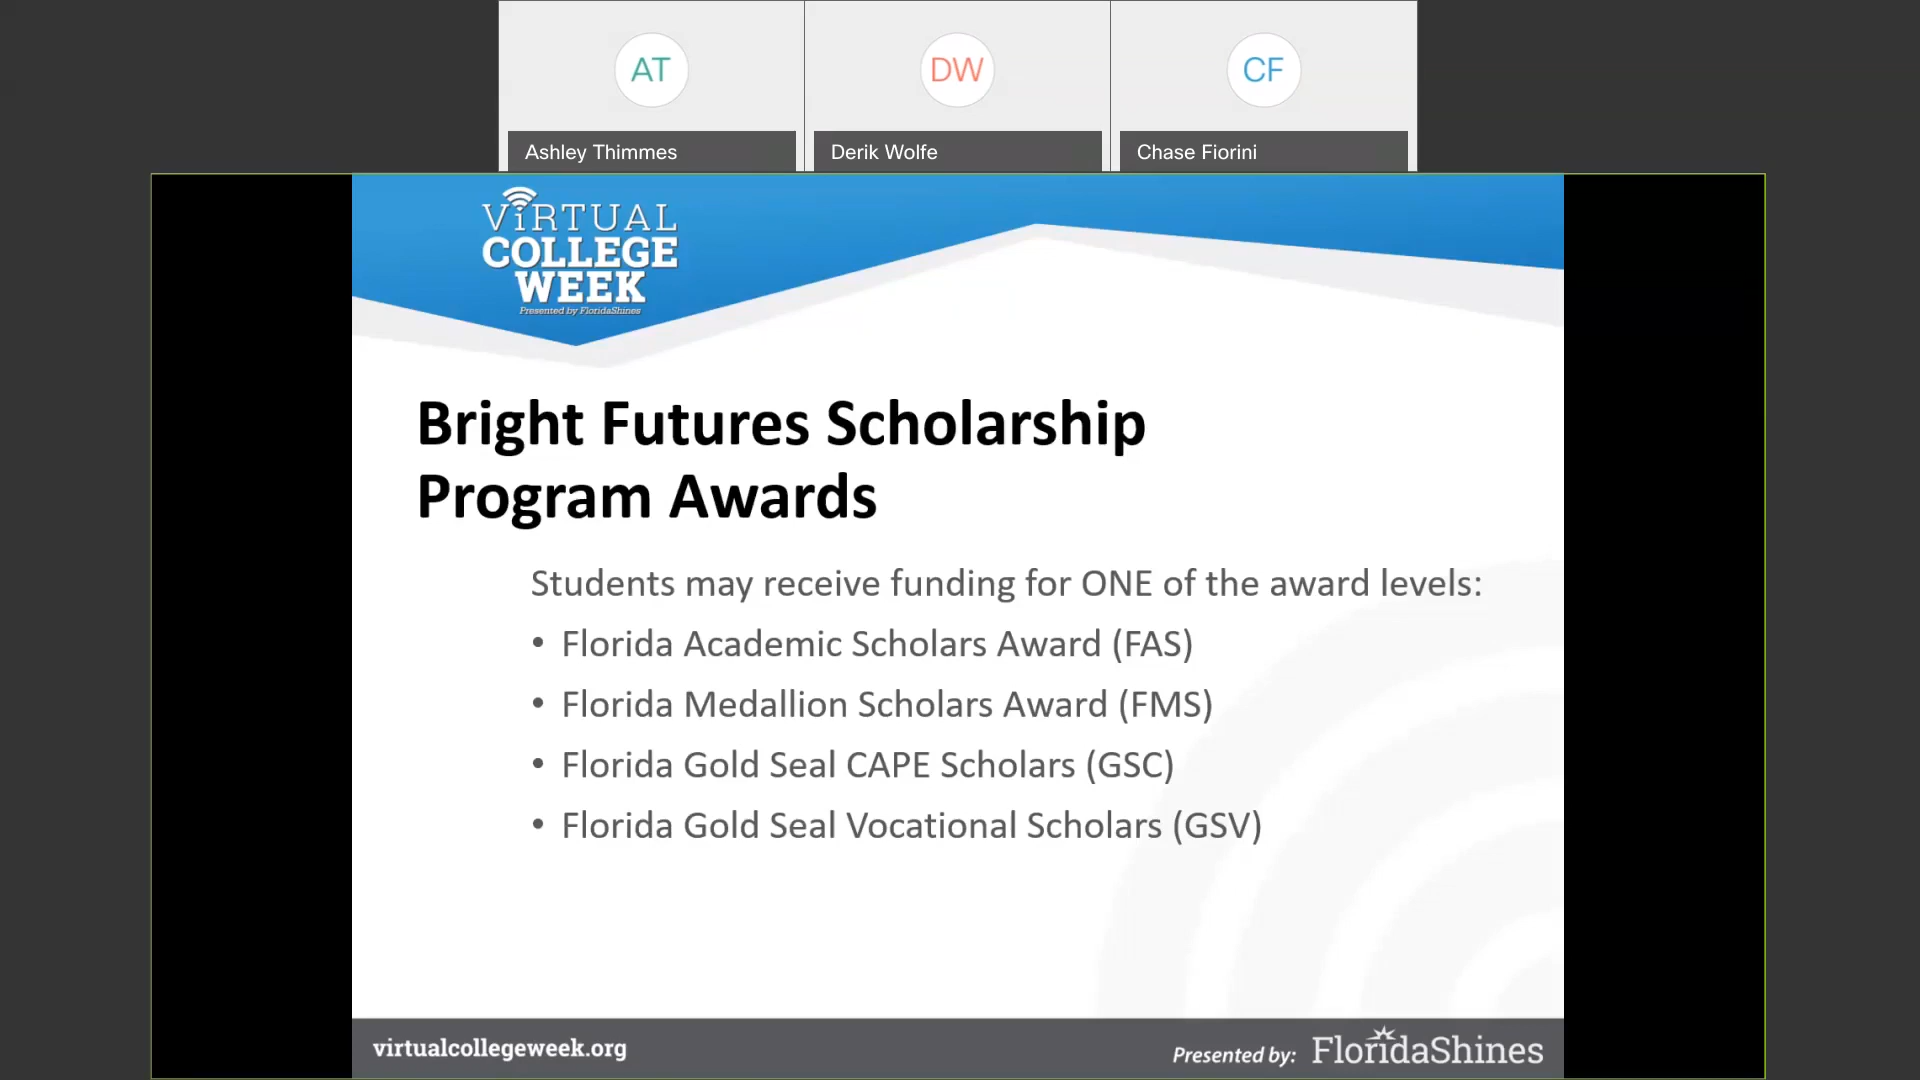 AT
DW
CF
Ashley Thimmes
Derik Wolfe
Chase Fiorini
ViRTUAL
COLLEGE
WEEK
Presented by FloridaShines
Bright Futures Scholarship
Program Awards
Students may receive funding for ONE of the award levels:
• Florida Academic Scholars Award (FAS)
• Florida Medallion Scholars Award (FMS)
• Florida Gold Seal CAPE Scholars (GSC)
• Florida Gold Seal Vocational Scholars (GSV)
virtualcollegeweek.org
Presented by: FloridaShines